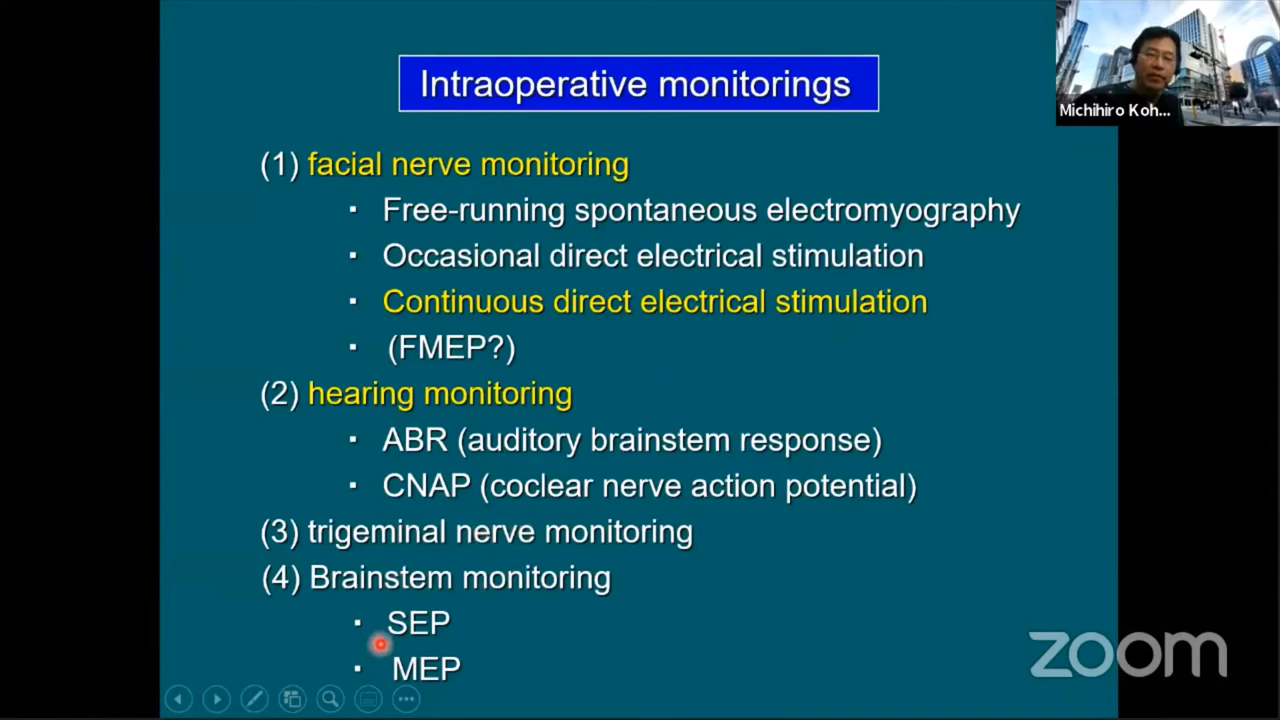 Intraoperative monitorings
Michihiro Koh...
(1) facial nerve monitoring
· Free-running spontaneous electromyography
· Occasional direct electrical stimulation
· Continuous direct electrical stimulation
· (FMEP?)
(2) hearing monitoring
· ABR (auditory brainstem response)
· CNAP (coclear nerve action potential)
(3) trigeminal nerve monitoring
(4) Brainstem monitoring
· SEP
· MEP
zoom